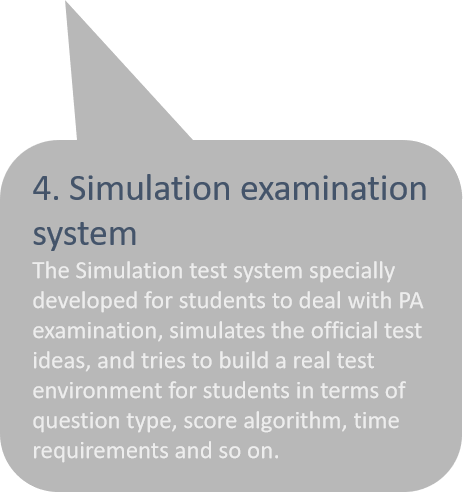 4. Simulation examination
system
The Simulation test system specially
developed for students to deal with PA
examination, simulates the official test
ideas, and tries to build a real test
environment for students in terms of
question type, score algorithm, time
requirements and so on.